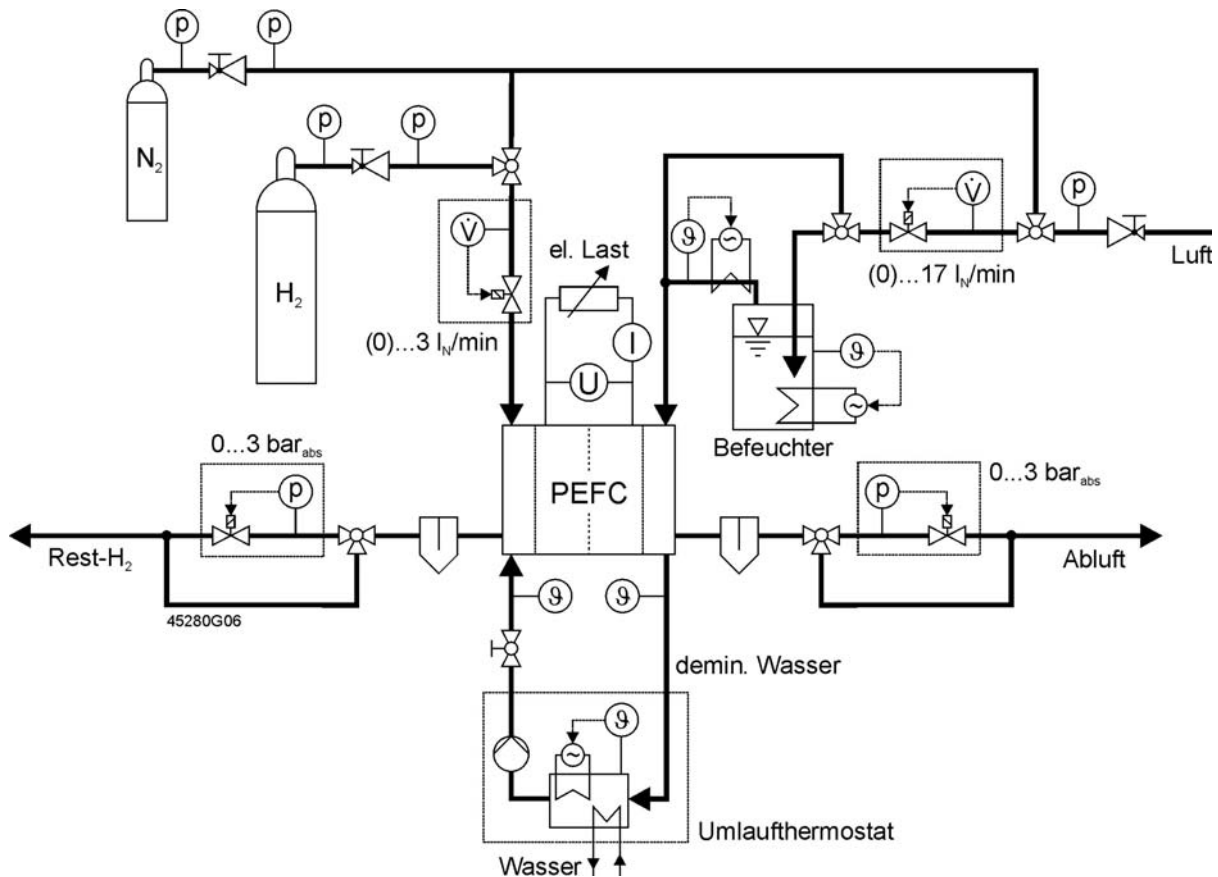 p
p
N₂
p
p
H₂
V̇
(0)...3 lN/min
el. Last
I
U
ϑ
~
V̇
p
Luft
(0)...17 lN/min
ϑ
~
Befeuchter
0...3 barabs
p
Rest-H₂
45280G06
PEFC
0...3 barabs
p
Abluft
ϑ
ϑ
demin. Wasser
ϑ
~
Umlaufthermostat
Wasser